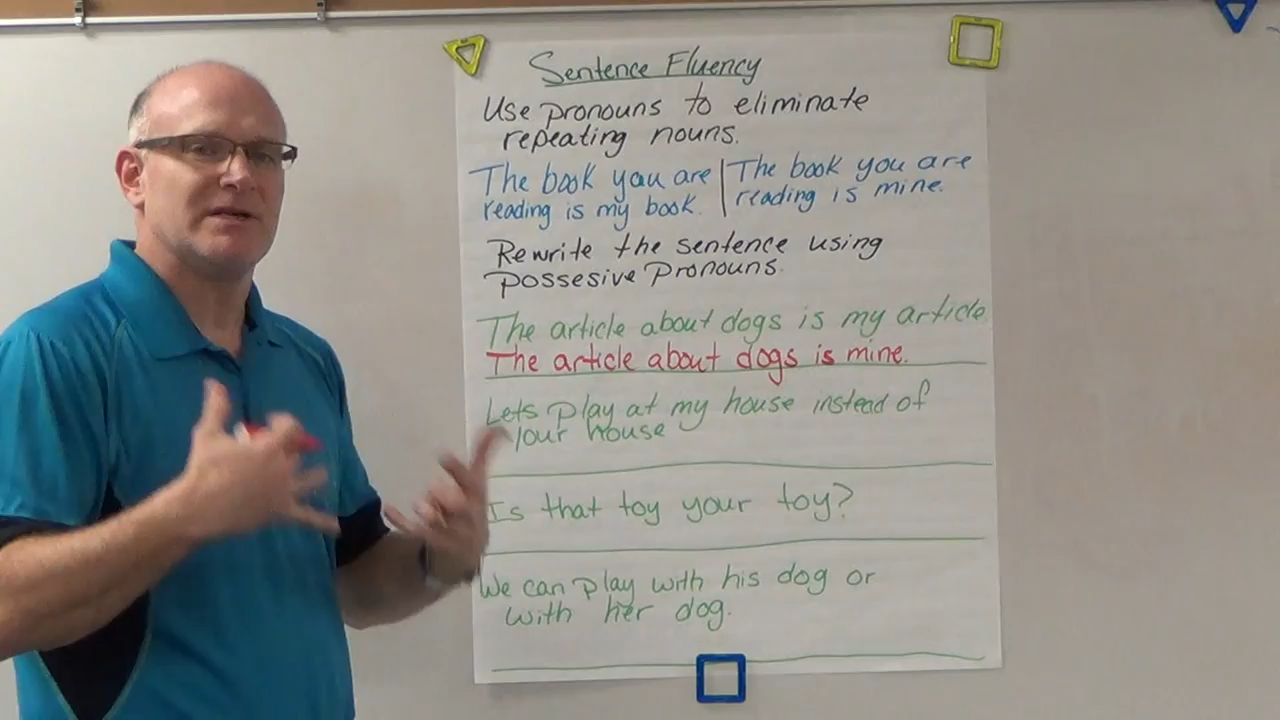 Sentence Fluency
Use pronouns to eliminate
repeating nouns.
The book you are
reading is my book.
The book you are
reading is mine.
Rewrite the sentence using
possesive pronouns.
The article about dogs is my article
The article about dogs is mine.
Lets play at my house instead of
your house
Is that toy your toy?
We can play with his dog or
with her dog.